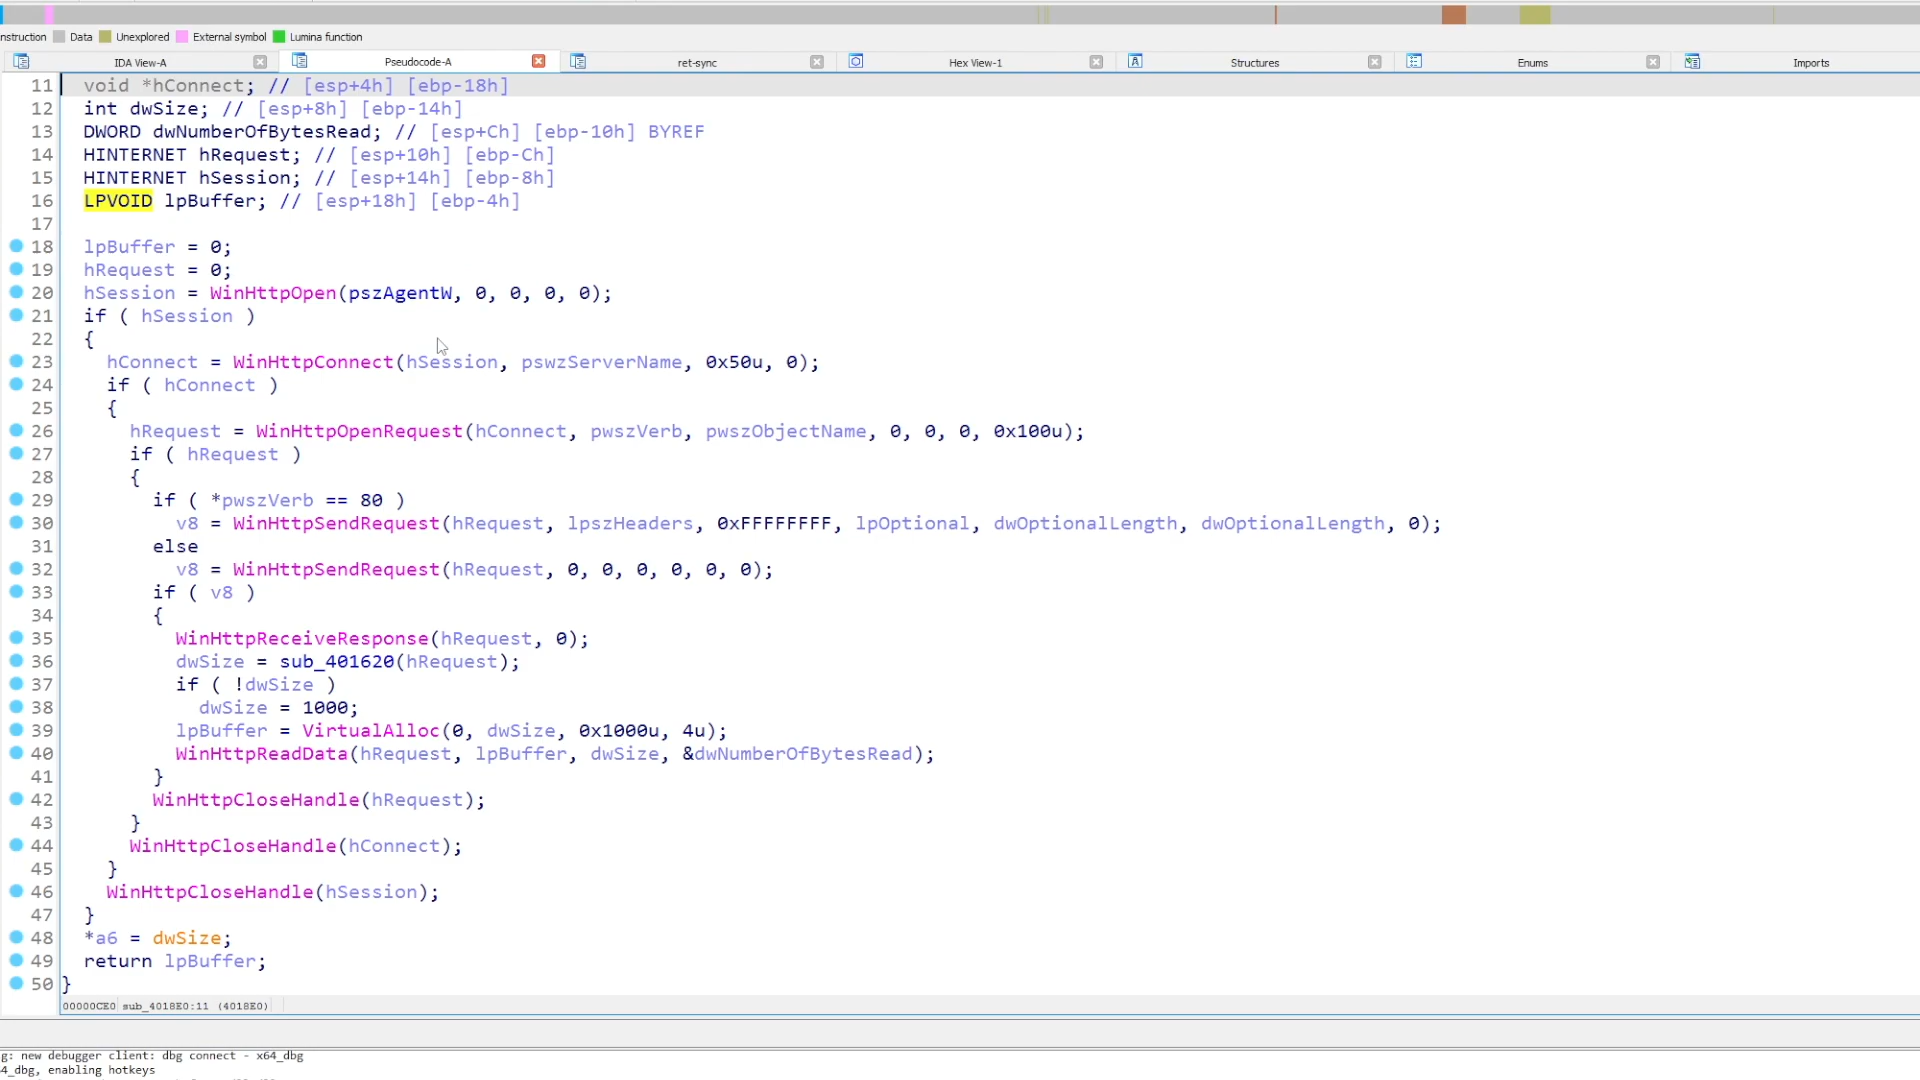 nstruction Data Unexplored External symbol Lumina function
IDA View-A Pseudocode-A ret-sync Hex View-1 Structures Enums Imports
11 void *hConnect; // [esp+4h] [ebp-18h]
12 int dwSize; // [esp+8h] [ebp-14h]
13 DWORD dwNumberOfBytesRead; // [esp+Ch] [ebp-10h] BYREF
14 HINTERNET hRequest; // [esp+10h] [ebp-Ch]
15 HINTERNET hSession; // [esp+14h] [ebp-8h]
16 LPVOID lpBuffer; // [esp+18h] [ebp-4h]
17
18 lpBuffer = 0;
19 hRequest = 0;
20 hSession = WinHttpOpen(pszAgentW, 0, 0, 0, 0);
21 if ( hSession )
22 {
23 hConnect = WinHttpConnect(hSession, pswzServerName, 0x50u, 0);
24 if ( hConnect )
25 {
26 hRequest = WinHttpOpenRequest(hConnect, pwszVerb, pwszObjectName, 0, 0, 0, 0x100u);
27 if ( hRequest )
28 {
29 if ( *pwszVerb == 80 )
30 v8 = WinHttpSendRequest(hRequest, lpszHeaders, 0xFFFFFFFF, lpOptional, dwOptionalLength, dwOptionalLength, 0);
31 else
32 v8 = WinHttpSendRequest(hRequest, 0, 0, 0, 0, 0, 0);
33 if ( v8 )
34 {
35 WinHttpReceiveResponse(hRequest, 0);
36 dwSize = sub_401620(hRequest);
37 if ( !dwSize )
38 dwSize = 1000;
39 lpBuffer = VirtualAlloc(0, dwSize, 0x1000u, 4u);
40 WinHttpReadData(hRequest, lpBuffer, dwSize, &dwNumberOfBytesRead);
41 }
42 WinHttpCloseHandle(hRequest);
43 }
44 WinHttpCloseHandle(hConnect);
45 }
46 WinHttpCloseHandle(hSession);
47 }
48 *a6 = dwSize;
49 return lpBuffer;
50 }
00000CE0 sub_4018E0:11 (4018E0)
g: new debugger client: dbg connect - x64_dbg
4_dbg, enabling hotkeys